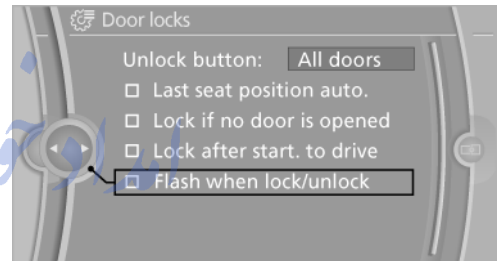 Door locks
Unlock button: All doors
Last seat position auto.
Lock if no door is opened
Lock after start. to drive
Flash when lock/unlock